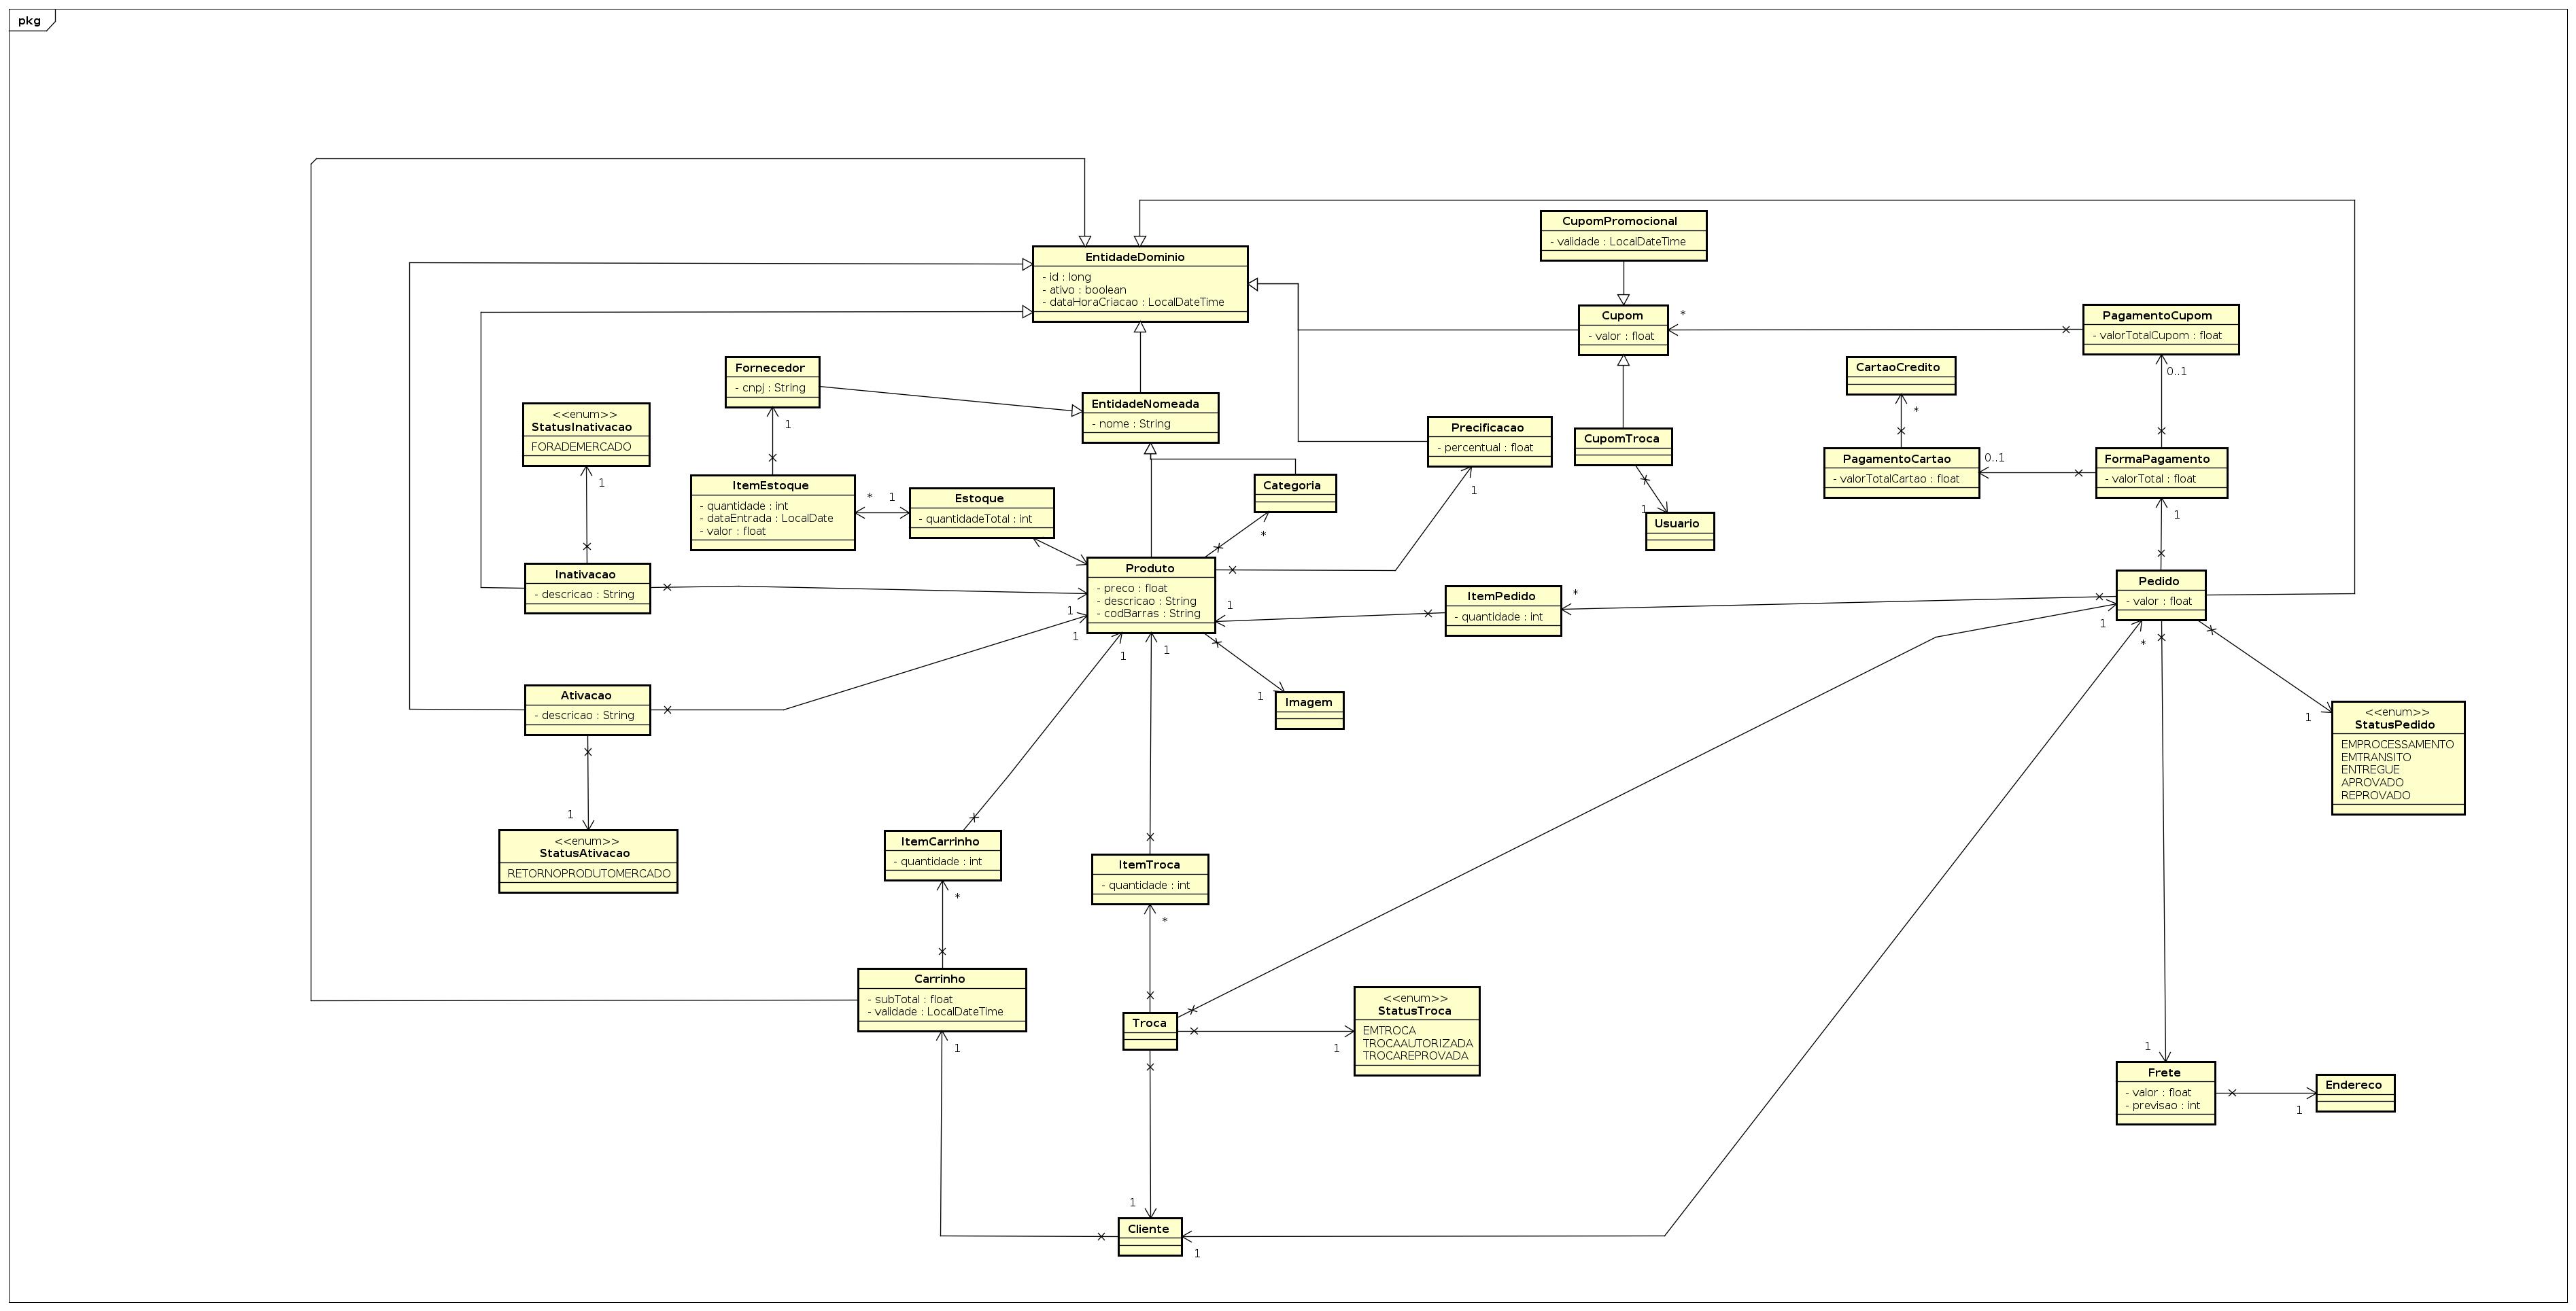 pkg
CupomPromocional
- validade : LocalDateTime
EntidadeDominio
- id : long
- ativo : boolean
- dataHoraCriacao : LocalDateTime
Cupom
- valor : float
*
PagamentoCupom
- valorTotalCupom : float
0..1
Fornecedor
- cnpj : String
1
CartaoCredito
*
EntidadeNomeada
- nome : String
<<enum>>
StatusInativacao
FORADEMERCADO
1
Precificacao
- percentual : float
1
CupomTroca
PagamentoCartao
- valorTotalCartao : float
0..1
FormaPagamento
- valorTotal : float
1
ItemEstoque
- quantidade : int
- dataEntrada : LocalDate
- valor : float
*
1
Estoque
- quantidadeTotal : int
Categoria
*
1
Usuario
Inativacao
- descricao : String
Produto
- preco : float
- descricao : String
- codBarras : String
1
1
1
1
1
ItemPedido
- quantidade : int
*
Pedido
- valor : float
1
*
Ativacao
- descricao : String
1
Imagem
1
<<enum>>
StatusPedido
EMPROCESSAMENTO
EMTRANSITO
ENTREGUE
APROVADO
REPROVADO
1
<<enum>>
StatusAtivacao
RETORNOPRODUTOMERCADO
ItemCarrinho
- quantidade : int
*
ItemTroca
- quantidade : int
*
Carrinho
- subTotal : float
- validade : LocalDateTime
1
Troca
1
<<enum>>
StatusTroca
EMTROCA
TROCAAUTORIZADA
TROCAREPROVADA
1
Frete
- valor : float
- previsao : int
1
Endereco
1
Cliente
1